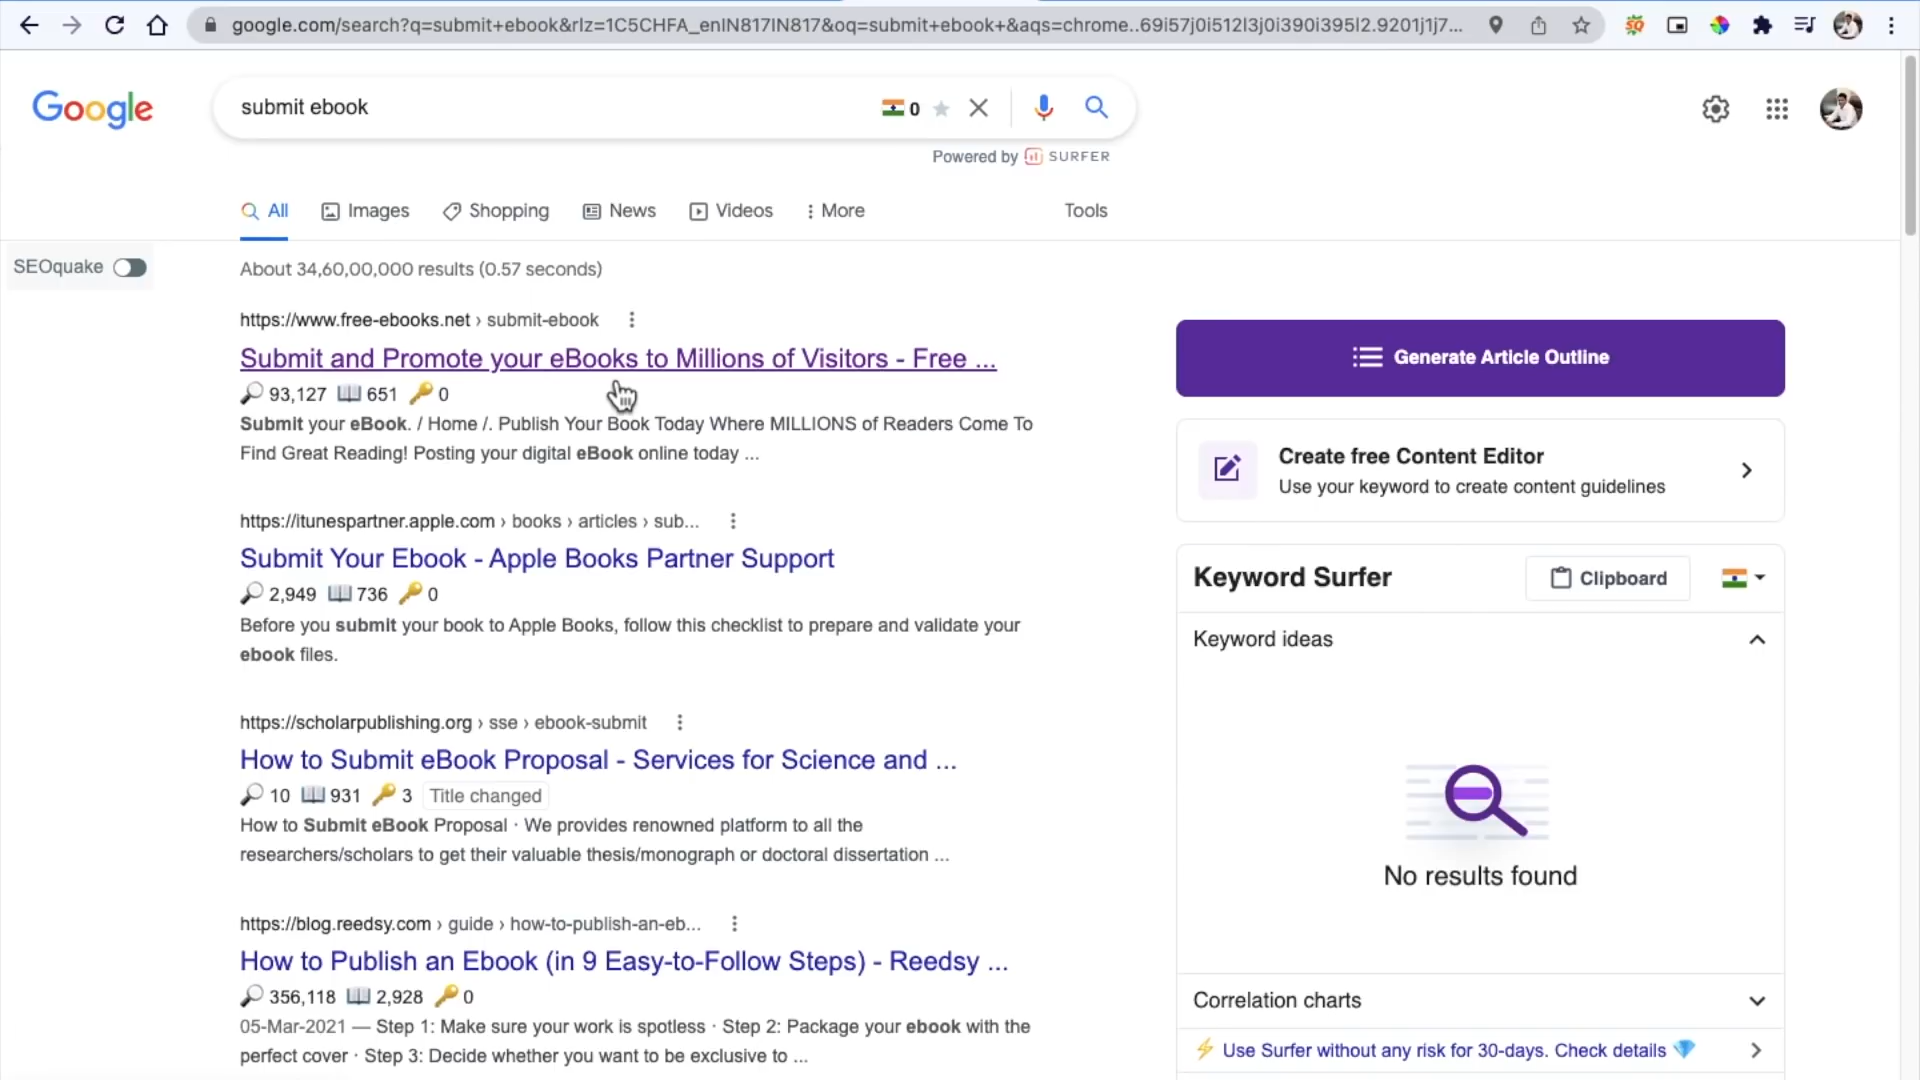 google.com/search?q=submit+ebook&rlz=1C5CHFA_enIN817IN817&oq=submit+ebook+&aqs=chrome..69i57j0i512l3j0i390i395l2.9201j1j7...
Google
submit ebook
0
Powered by SURFER
All Images Shopping News Videos More Tools
SEOquake
About 34,60,00,000 results (0.57 seconds)
https://www.free-ebooks.net › submit-ebook
Submit and Promote your eBooks to Millions of Visitors - Free ...
93,127 651 0
Submit your eBook. / Home /. Publish Your Book Today Where MILLIONS of Readers Come To
Find Great Reading! Posting your digital eBook online today ...
https://itunespartner.apple.com › books › articles › sub...
Submit Your Ebook - Apple Books Partner Support
2,949 736 0
Before you submit your book to Apple Books, follow this checklist to prepare and validate your
ebook files.
https://scholarpublishing.org › sse › ebook-submit
How to Submit eBook Proposal - Services for Science and ...
10 931 3 Title changed
How to Submit eBook Proposal · We provides renowned platform to all the
researchers/scholars to get their valuable thesis/monograph or doctoral dissertation ...
https://blog.reedsy.com › guide › how-to-publish-an-eb...
How to Publish an Ebook (in 9 Easy-to-Follow Steps) - Reedsy ...
356,118 2,928 0
05-Mar-2021 — Step 1: Make sure your work is spotless · Step 2: Package your ebook with the
perfect cover · Step 3: Decide whether you want to be exclusive to ...
Generate Article Outline
Create free Content Editor
Use your keyword to create content guidelines
Keyword Surfer
Clipboard
Keyword ideas
No results found
Correlation charts
Use Surfer without any risk for 30-days. Check details